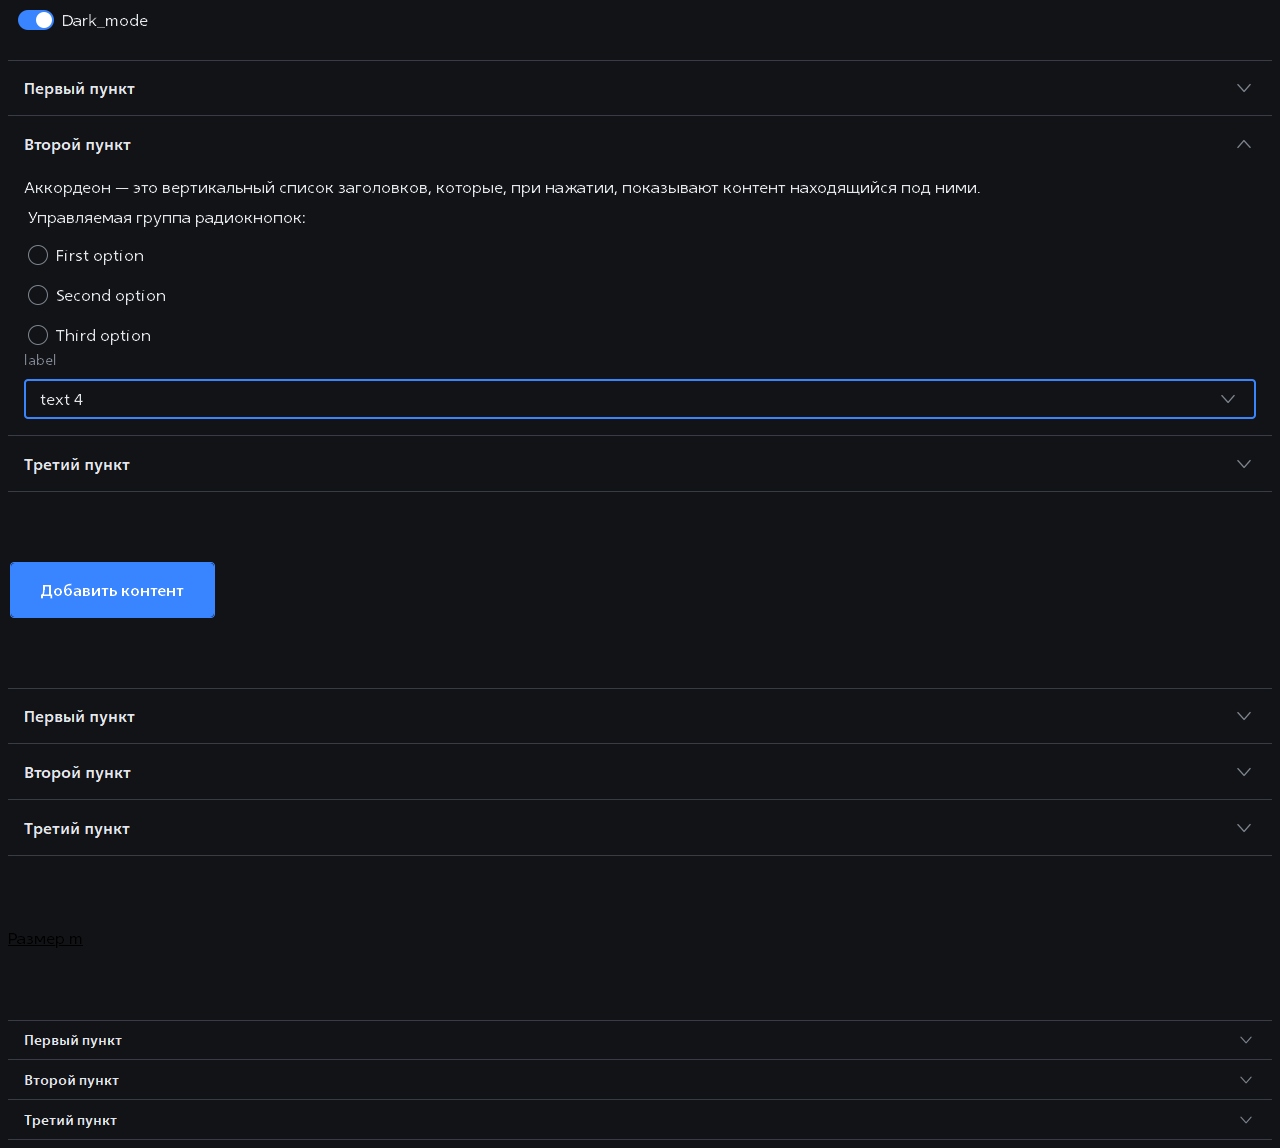 Dark_mode
Первый пункт
Второй пункт
Аккордеон — это вертикальный список заголовков, которые, при нажатии, показывают контент находящийся под ними.
Управляемая группа радиокнопок:
First option
Second option
Third option
label
text 4
Третий пункт
Добавить контент
Первый пункт
Второй пункт
Третий пункт
Размер m
Первый пункт
Второй пункт
Третий пункт